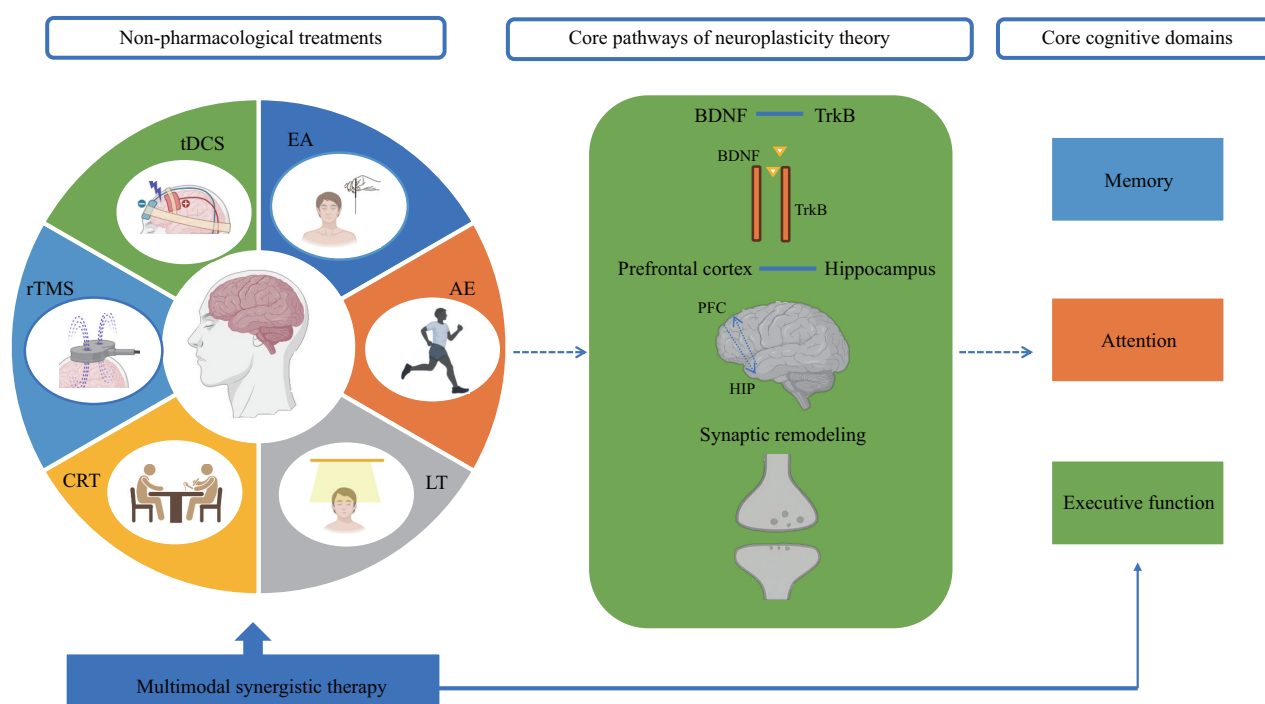 Non-pharmacological treatments
Core pathways of neuroplasticity theory
Core cognitive domains
tDCS
EA
rTMS
AE
CRT
LT
Multimodal synergistic therapy
BDNF TrkB
BDNF
TrkB
Prefrontal cortex Hippocampus
PFC
HIP
Synaptic remodeling
Memory
Attention
Executive function